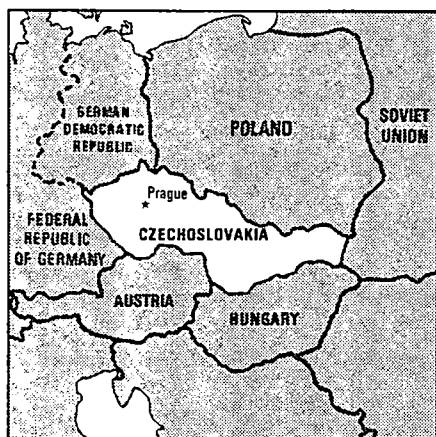 GERMAN
DEMOCRATIC
REPUBLIC
POLAND
SOVIET
UNION
Prague
FEDERAL
REPUBLIC
OF GERMANY
CZECHOSLOVAKIA
AUSTRIA
HUNGARY